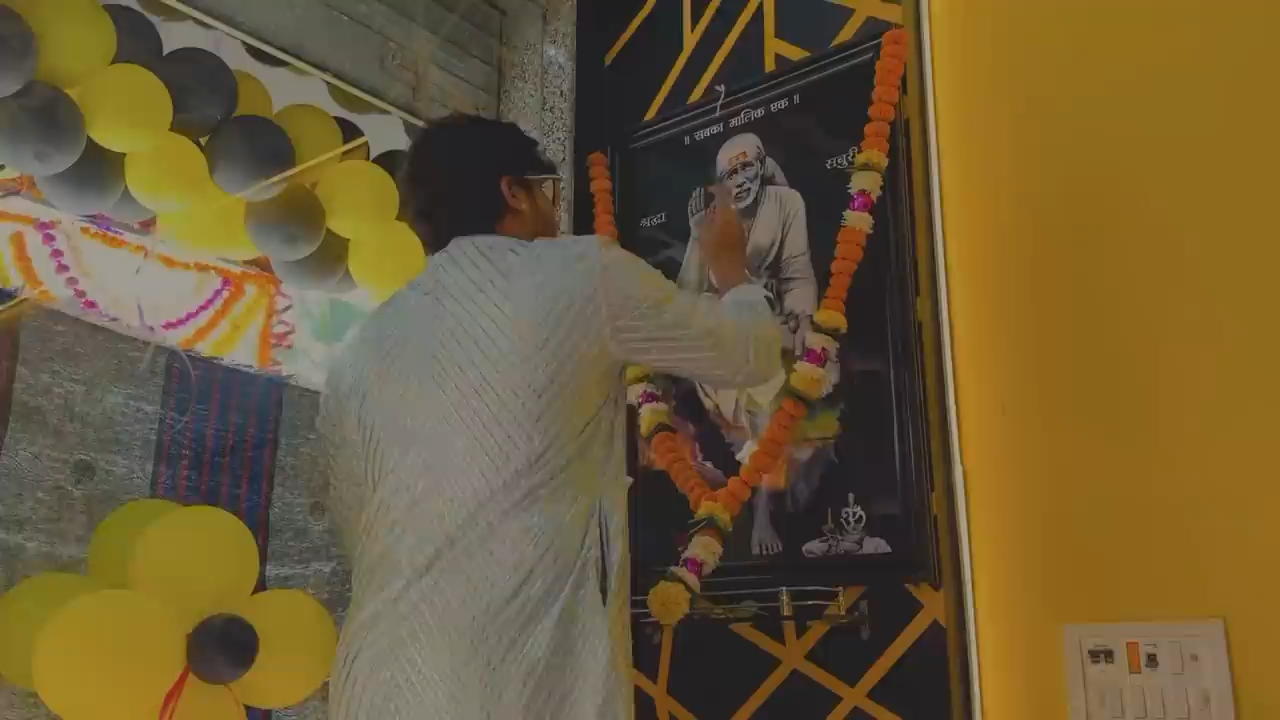 ॥ सबका मालिक एक ॥
सबुरी
श्रद्धा